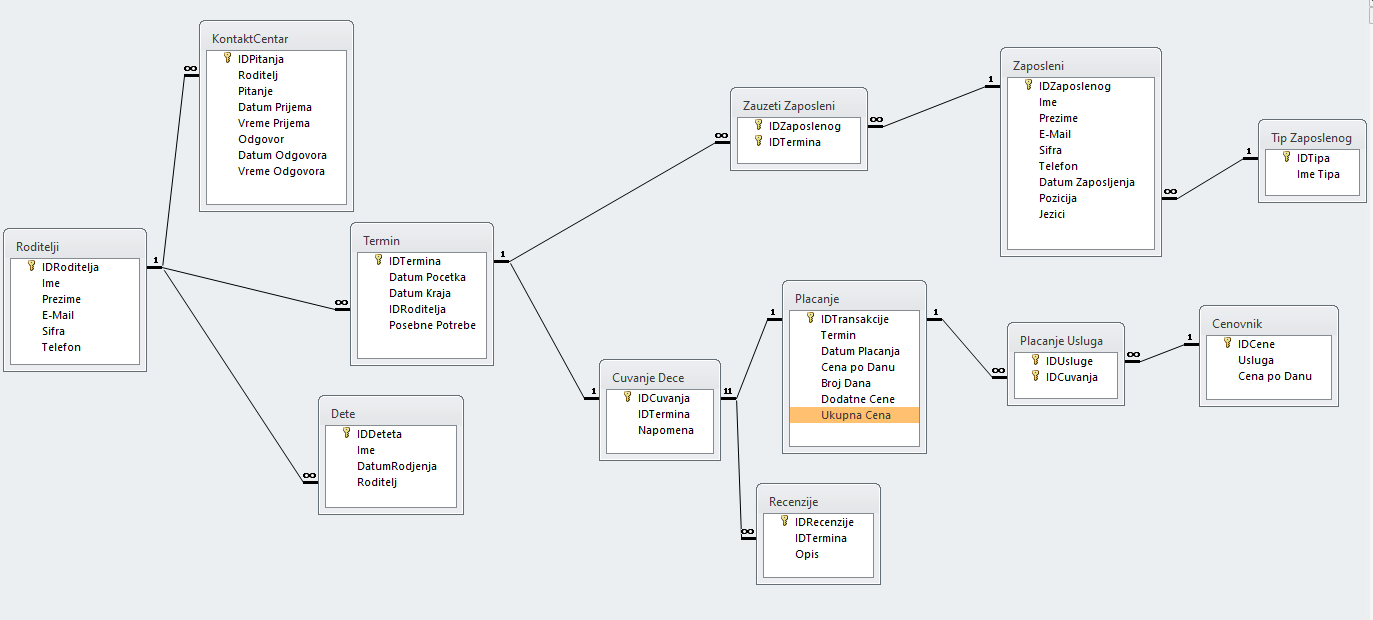 KontaktCentar
IDPitanja
Roditelj
Pitanje
Datum Prijema
Vreme Prijema
Odgovor
Datum Odgovora
Vreme Odgovora
∞
Roditelji
IDRoditelja
Ime
Prezime
E-Mail
Sifra
Telefon
1
Termin
IDTermina
Datum Pocetka
Datum Kraja
IDRoditelja
Posebne Potrebe
∞
1
Dete
IDDeteta
Ime
DatumRodjenja
Roditelj
∞
Zauzeti Zaposleni
IDZaposlenog
IDTermina
∞
∞
Zaposleni
IDZaposlenog
Ime
Prezime
E-Mail
Sifra
Telefon
Datum Zaposljenja
Pozicija
Jezici
1
∞
Tip Zaposlenog
IDTipa
Ime Tipa
1
Cuvanje Dece
IDCuvanja
IDTermina
Napomena
1
11
Placanje
IDTransakcije
Termin
Datum Placanja
Cena po Danu
Broj Dana
Dodatne Cene
Ukupna Cena
1
1
Placanje Usluga
IDUsluge
IDCuvanja
∞
∞
Cenovnik
IDCene
Usluga
Cena po Danu
1
Recenzije
IDRecenzije
IDTermina
Opis
∞